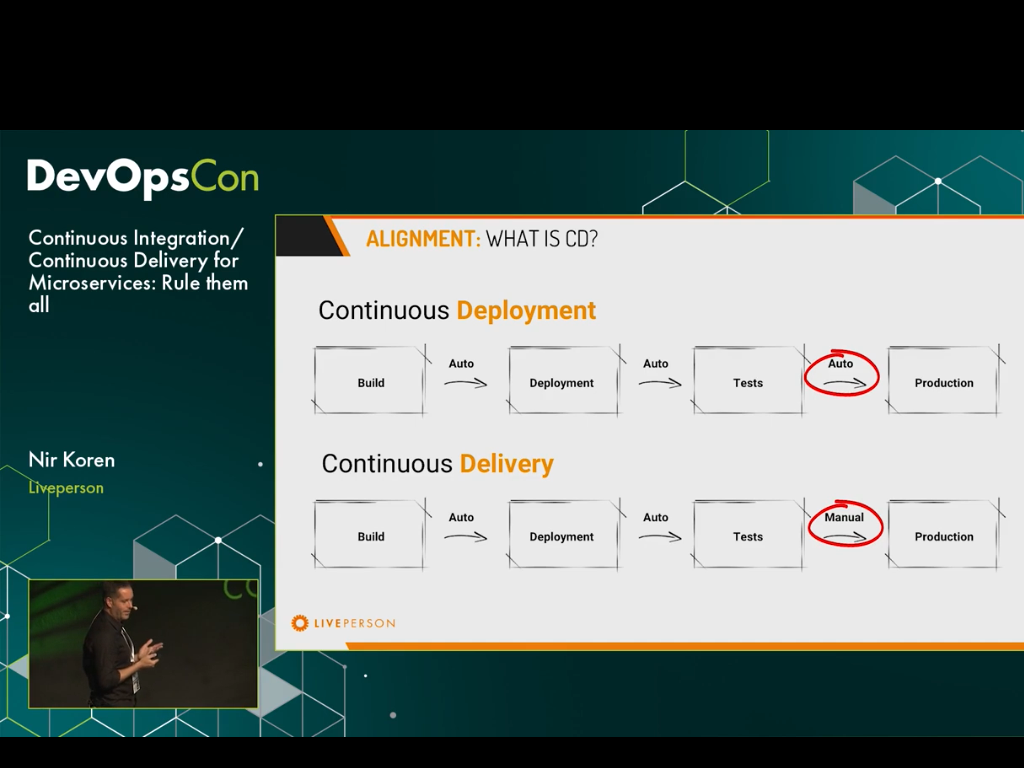 DevOpsCon
Continuous Integration/
Continuous Delivery for
Microservices: Rule them
all
Nir Koren
Liveperson
ALIGNMENT: WHAT IS CD?
Continuous Deployment
Build
Auto
Deployment
Auto
Tests
Auto
Production
Continuous Delivery
Build
Auto
Deployment
Auto
Tests
Manual
Production
LIVEPERSON